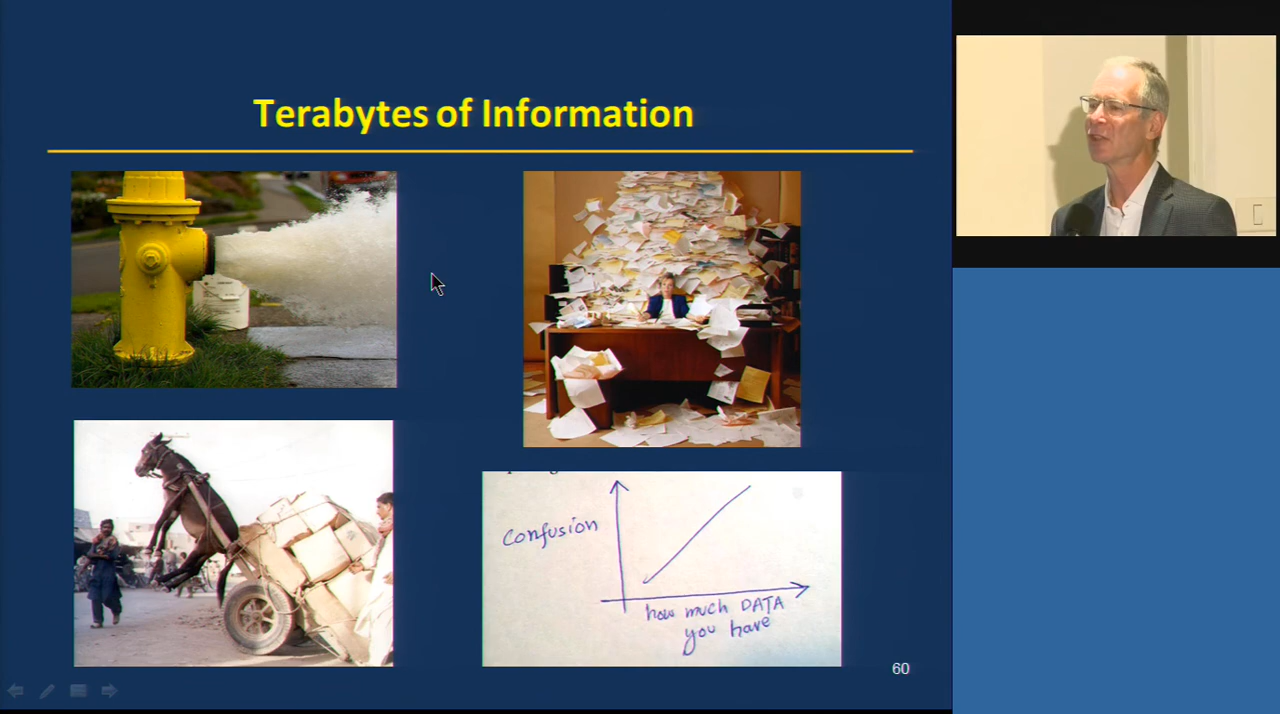 Terabytes of Information
Confusion
how much DATA
you have
60